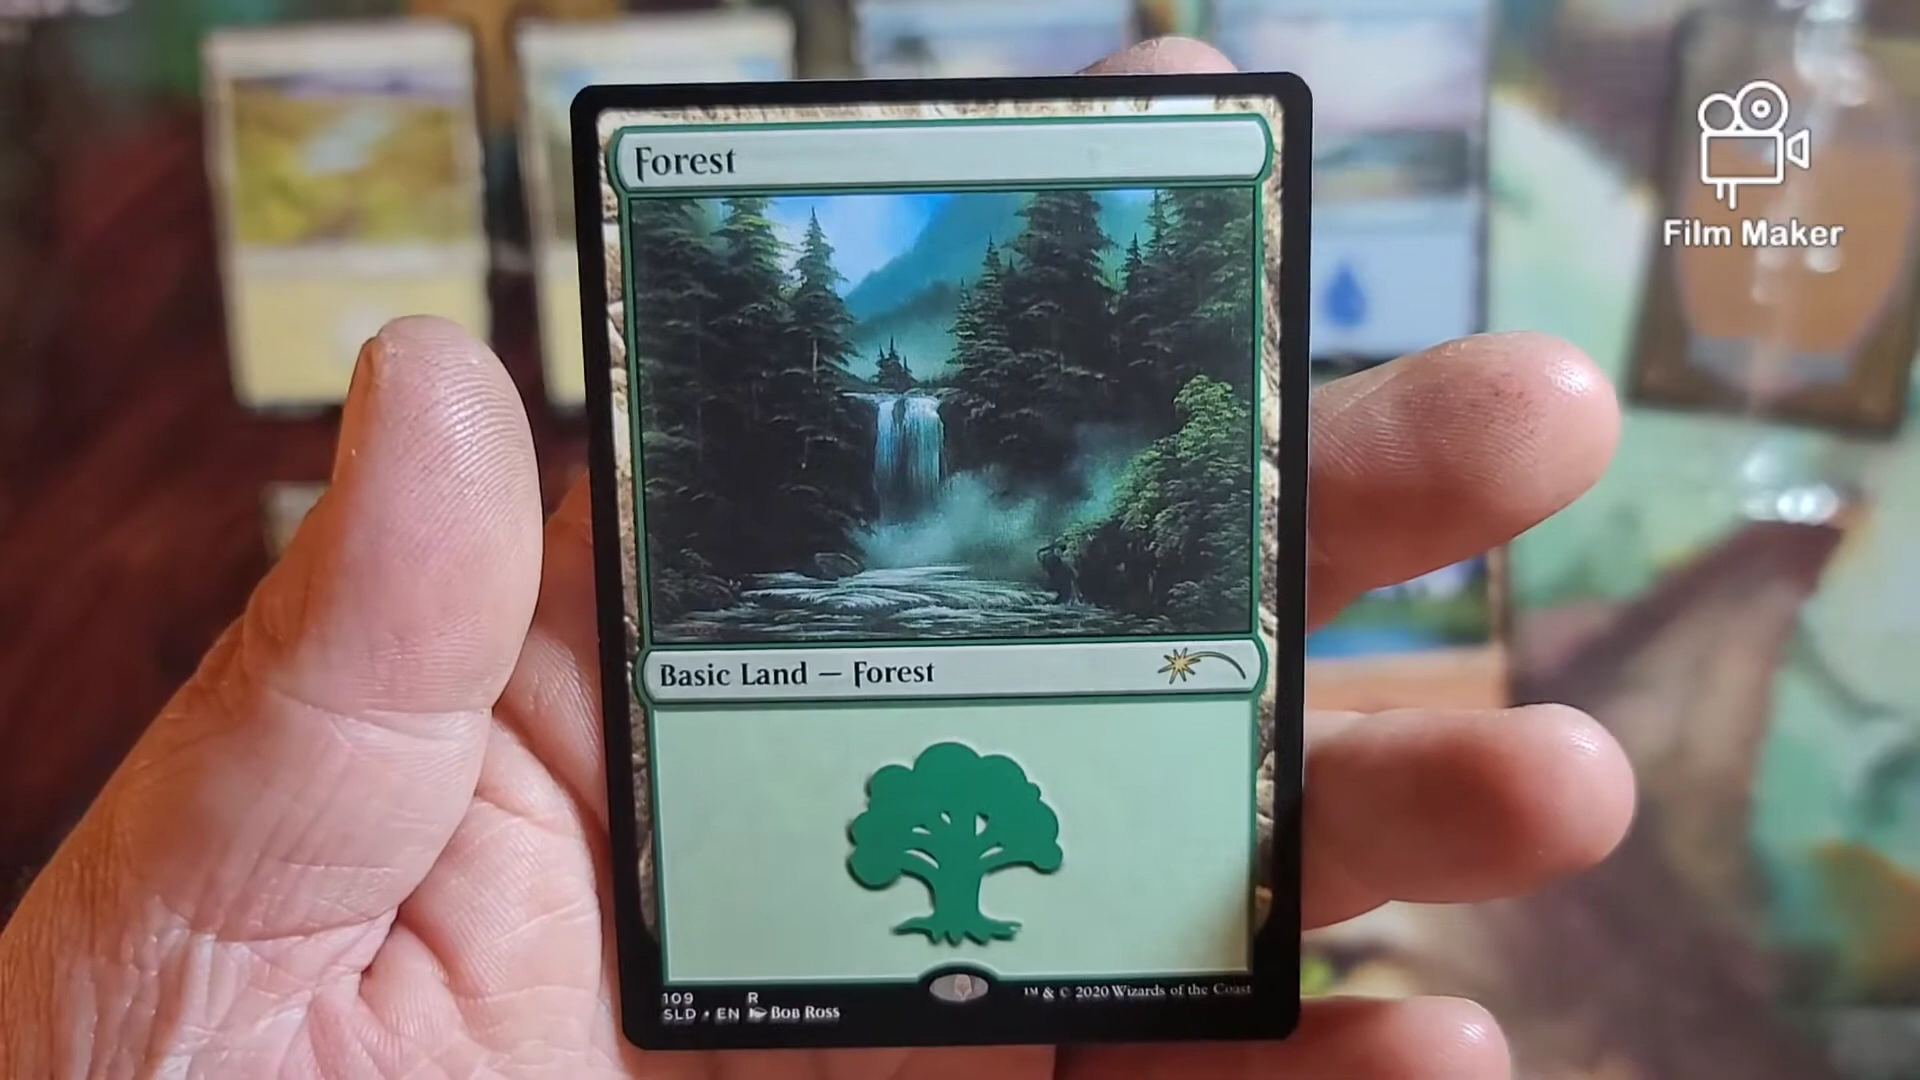 Forest
Film Maker
Basic Land — Forest
109 R
SLD • EN Bob Ross
™ & © 2020 Wizards of the Coast